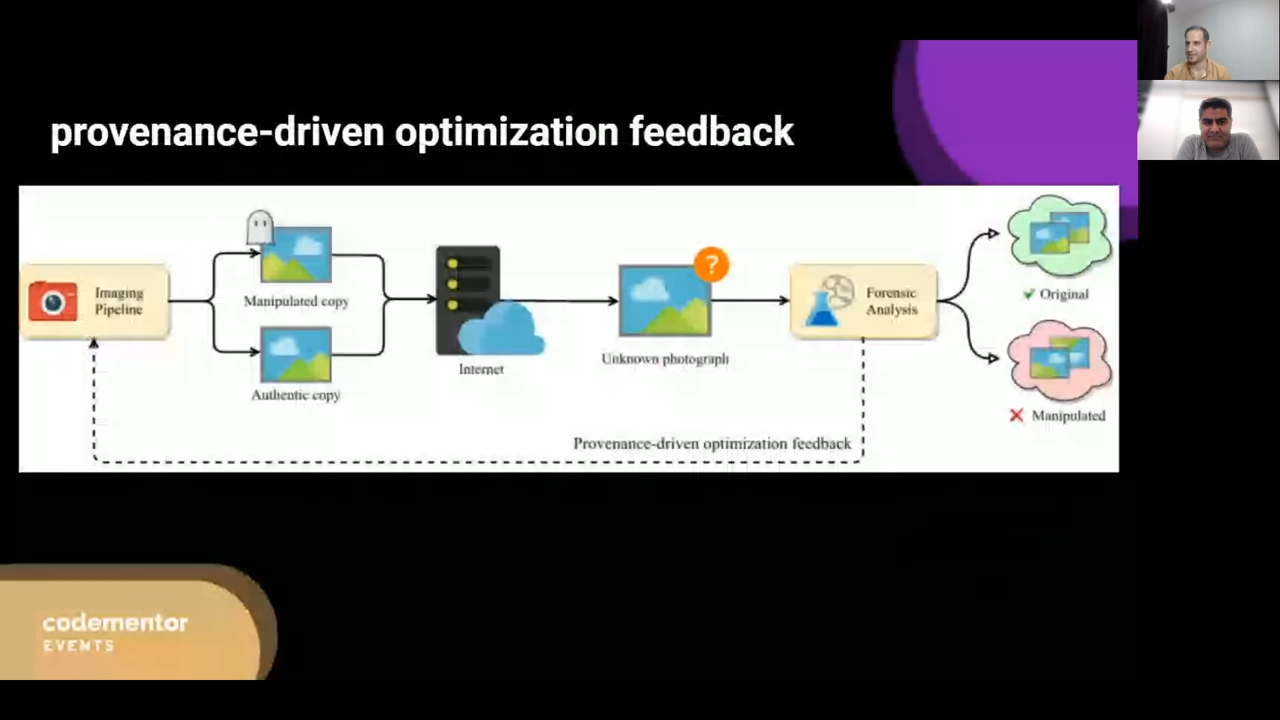 provenance-driven optimization feedback
Imaging
Pipeline
Manipulated copy
Authentic copy
Internet
?
Unknown photograph
Forensic
Analysis
Original
Manipulated
Provenance-driven optimization feedback
codementor
EVENTS